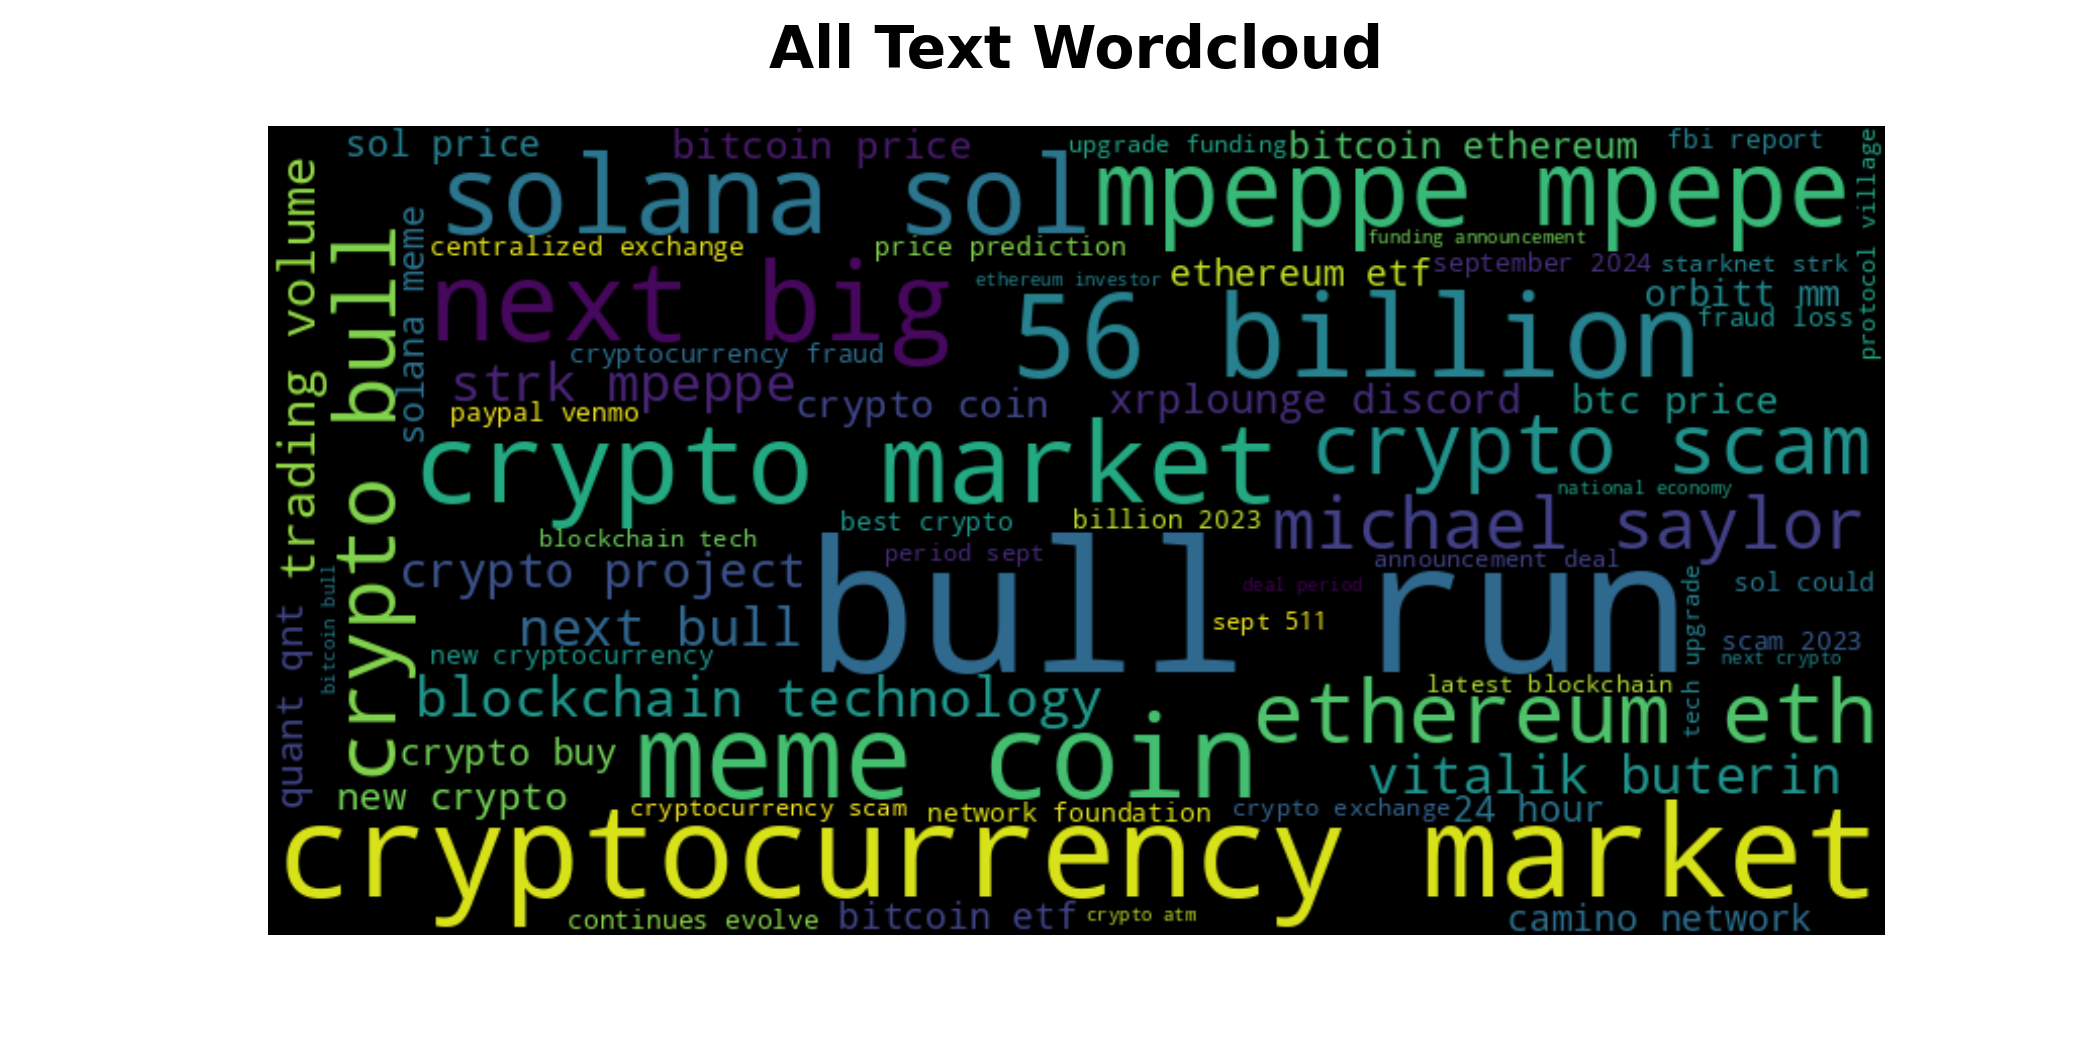 All Text Wordcloud
sol price
bitcoin price
upgrade funding
bitcoin ethereum
fbi report
solana sol
mpeppe mpepe
protocol village
trading volume
crypto bull
solana meme
centralized exchange
price prediction
funding announcement
next big
ethereum investor
ethereum etf
september 2024
starknet strk
56 billion
orbitt mm
fraud loss
cryptocurrency fraud
strk mpeppe
paypal venmo
crypto coin
xrplounge discord
btc price
crypto market
crypto scam
national economy
best crypto
billion 2023
michael saylor
blockchain tech
period sept
announcement deal
crypto project
bull run
deal period
sol could
next bull
sept 511
tech upgrade
scam 2023
next crypto
quant qnt
bitcoin bull
new cryptocurrency
blockchain technology
latest blockchain
ethereum eth
crypto buy
meme coin
vitalik buterin
new crypto
cryptocurrency scam
network foundation
crypto exchange
24 hour
cryptocurrency market
continues evolve
bitcoin etf
crypto atm
camino network